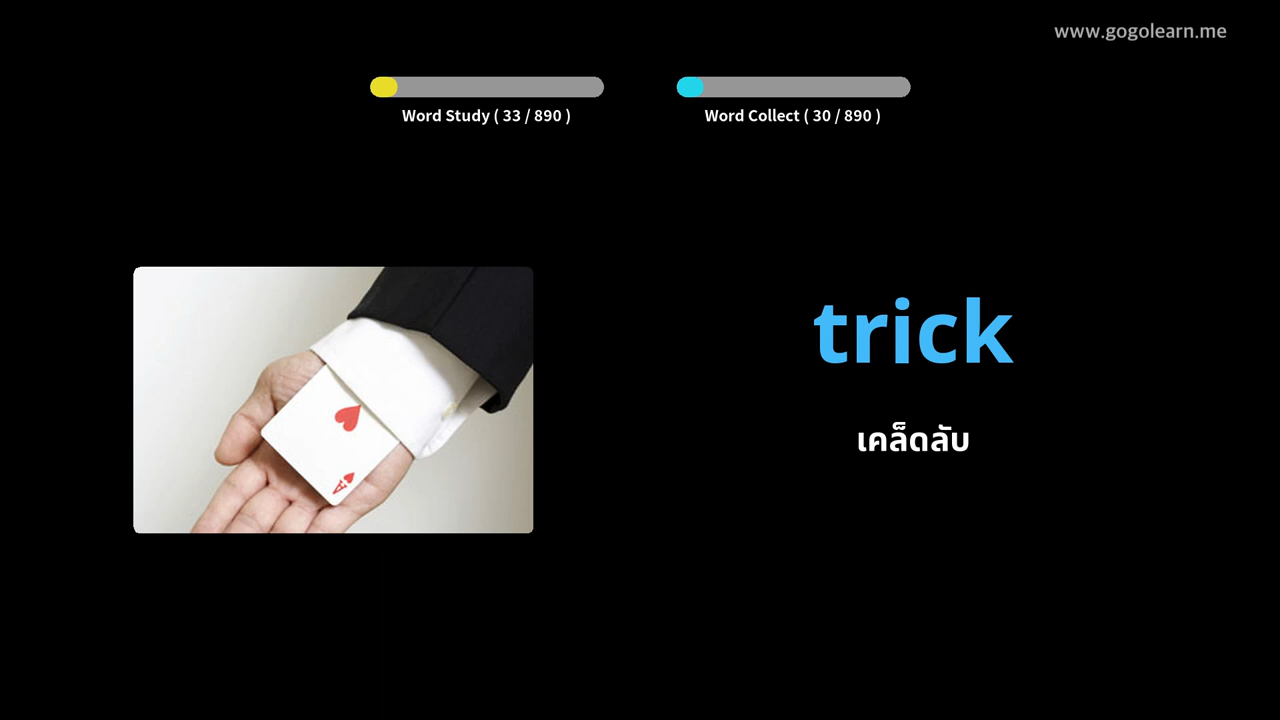 www.gogolearn.me
Word Study ( 33 / 890 )
Word Collect ( 30 / 890 )
A
trick
เคล็ดลับ